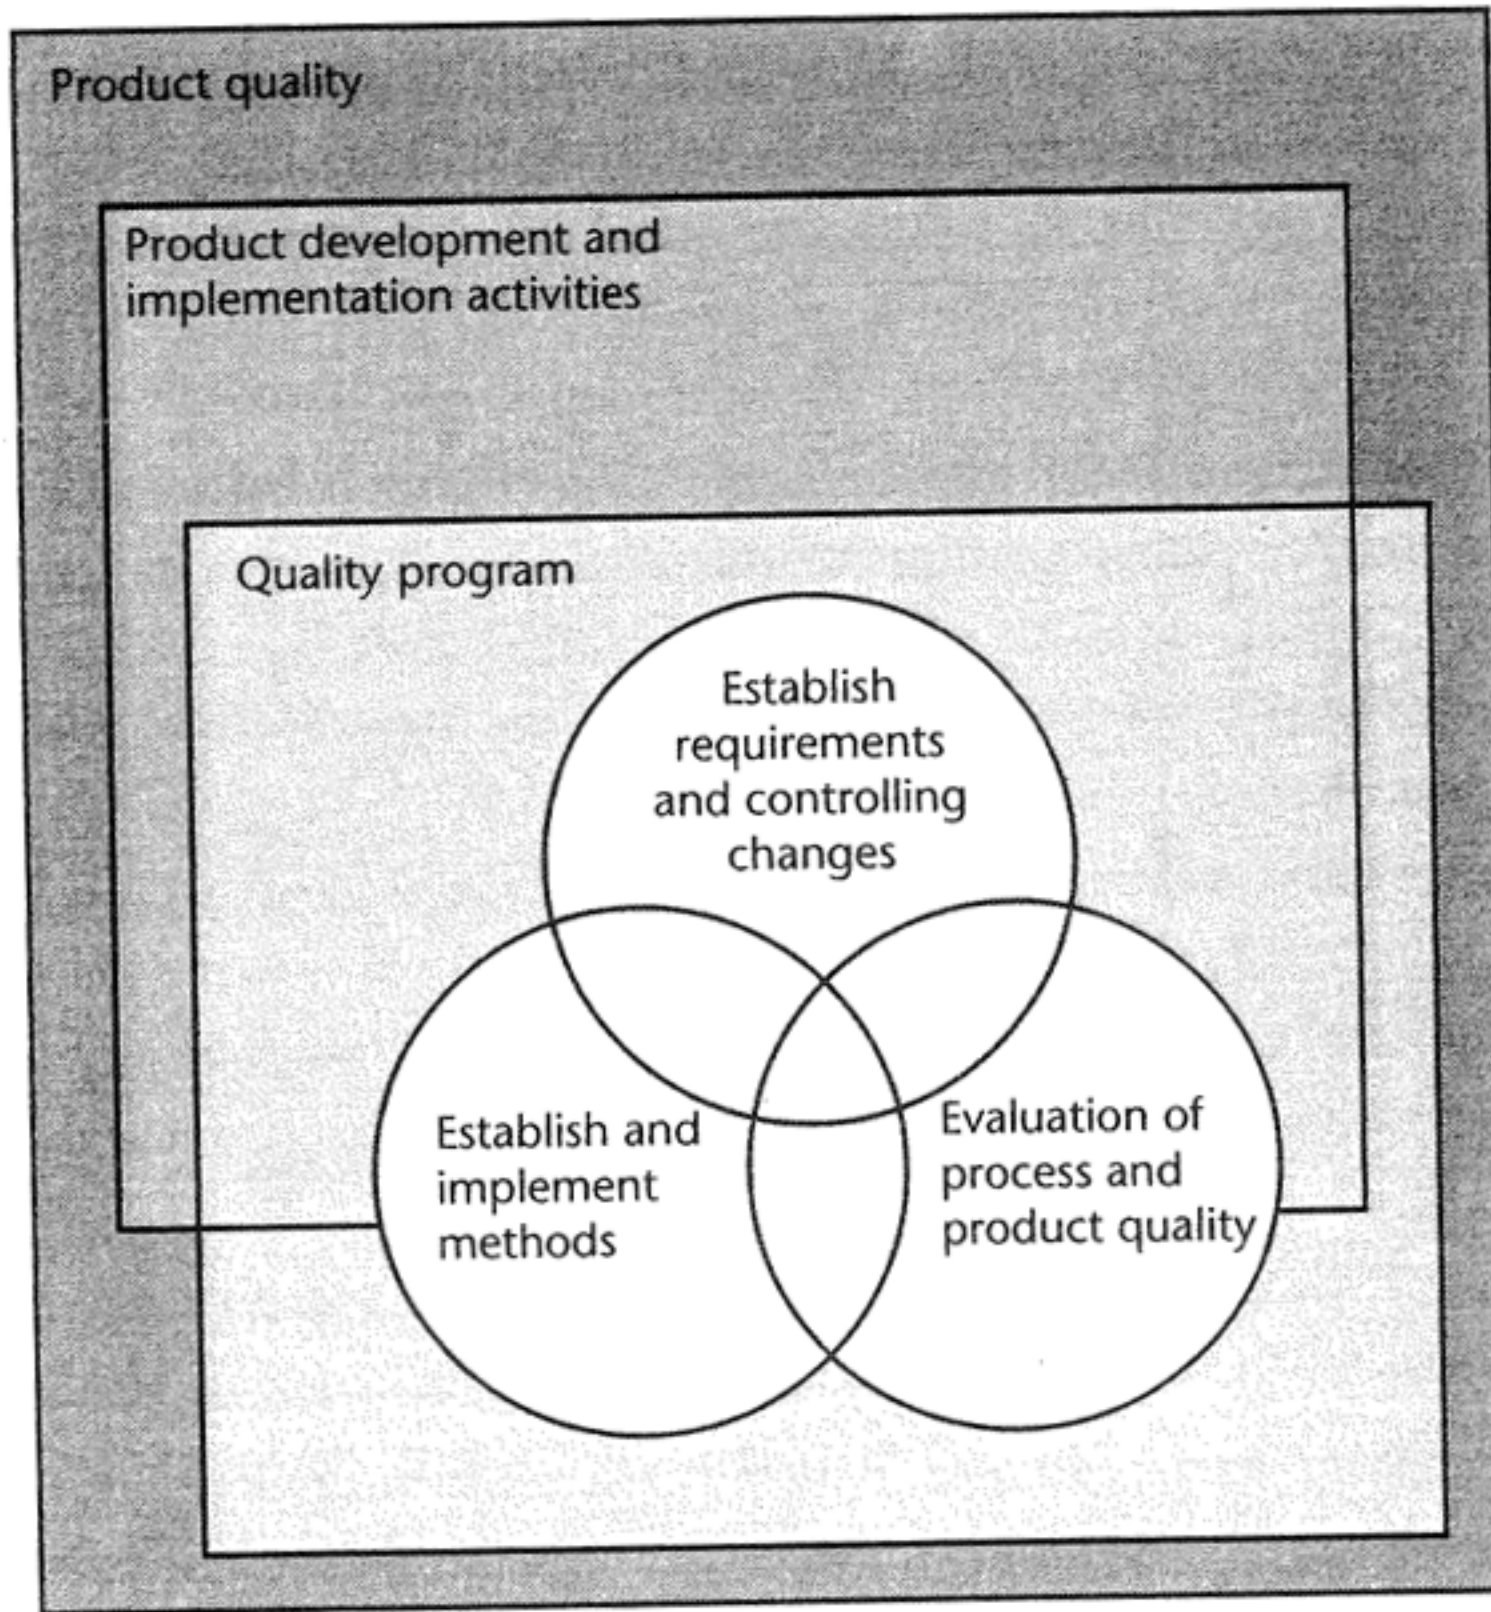 Product quality
Product development and
implementation activities
Quality program
Establish
requirements
and controlling
changes
Establish and
implement
methods
Evaluation of
process and
product quality